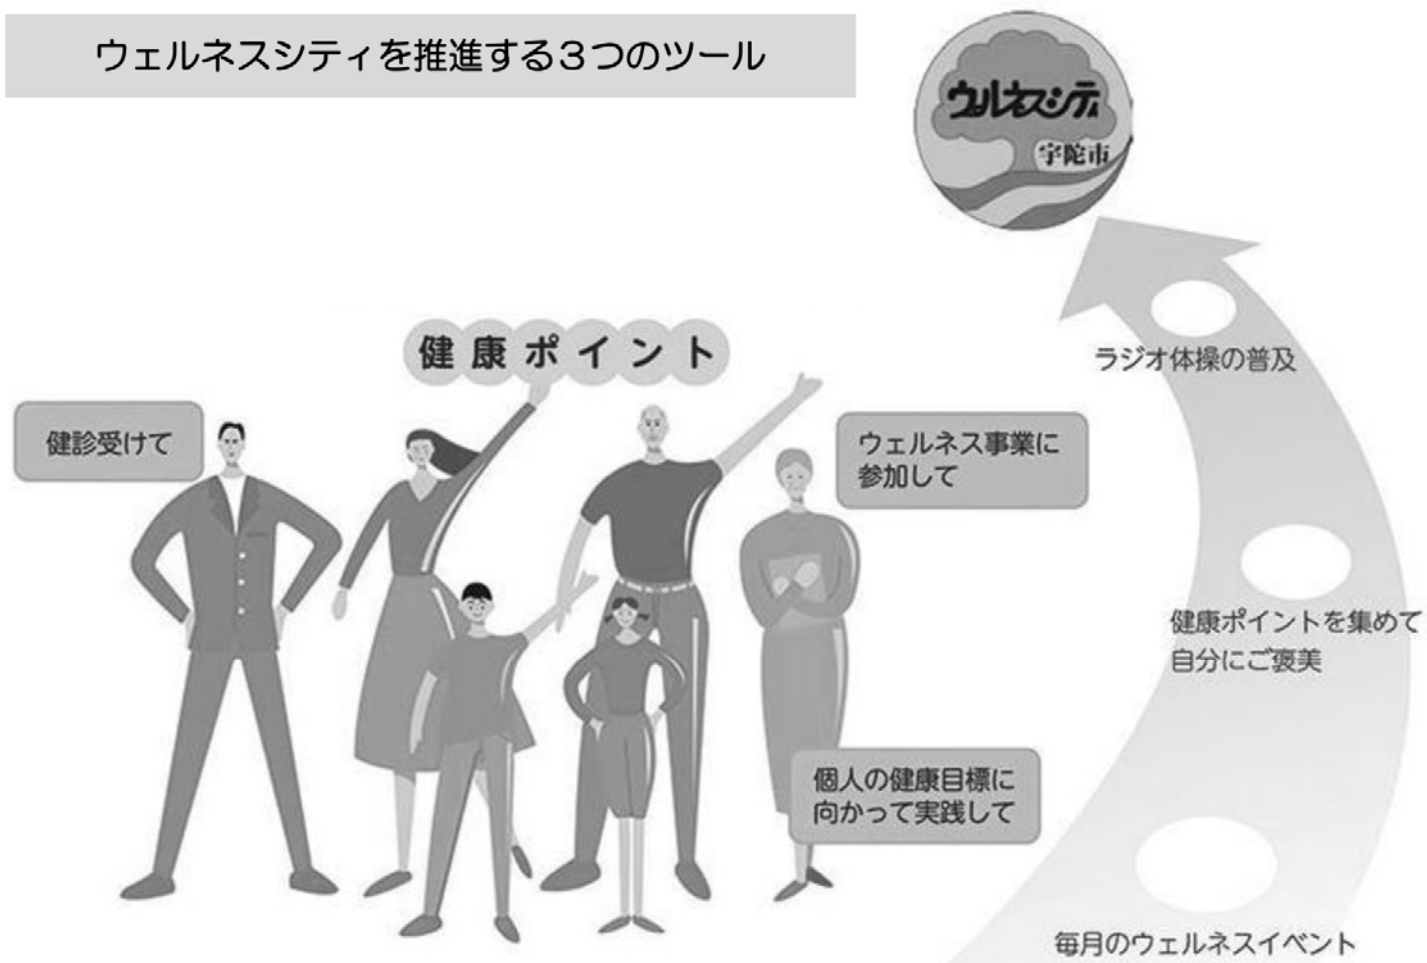 ウェルネスシティを推進する３つのツール
ウェルネスシティ
宇陀市
健康ポイント
健診受けて
ウェルネス事業に
参加して
個人の健康目標に
向かって実践して
ラジオ体操の普及
健康ポイントを集めて
自分にご褒美
毎月のウェルネスイベント